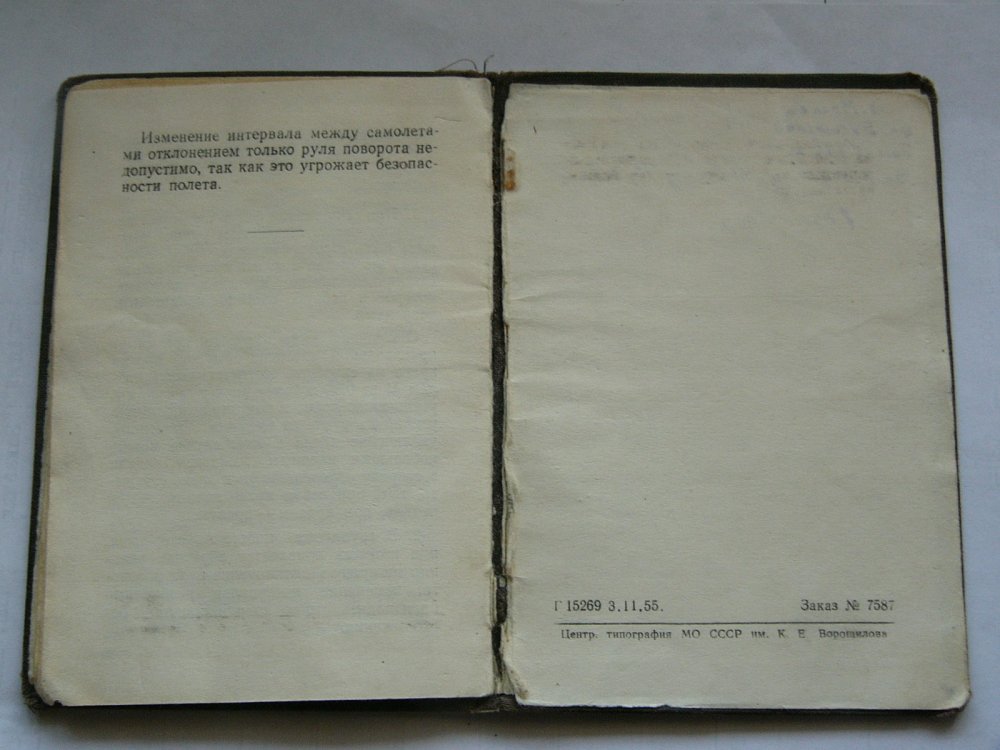 Изменение интервала между самолета-
ми отклонением только руля поворота не-
допустимо, так как это угрожает безопас-
ности полета.
Г 15269 3.11.55.
Заказ № 7587
Центр. типография МО СССР им. К. Е. Ворошилова